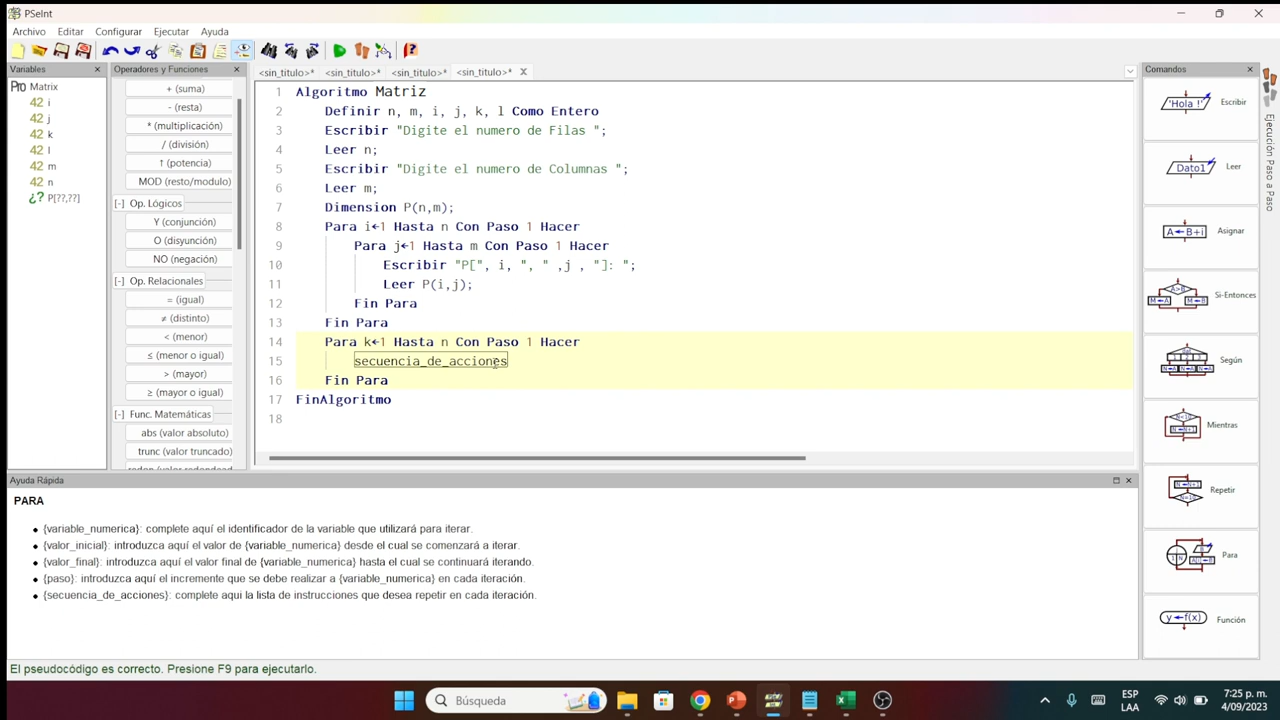 PSeInt
Archivo Editar Configurar Ejecutar Ayuda
Variables
Matrix
42 i
42 j
42 k
42 l
42 m
42 n
¿? P[??,??]
Operadores y Funciones
+ (suma)
- (resta)
* (multiplicación)
/ (división)
↑ (potencia)
MOD (resto/modulo)
[-] Op. Lógicos
Y (conjunción)
O (disyunción)
NO (negación)
[-] Op. Relacionales
= (igual)
≠ (distinto)
< (menor)
≤ (menor o igual)
> (mayor)
≥ (mayor o igual)
[-] Func. Matemáticas
abs (valor absoluto)
trunc (valor truncado)
<sin_titulo>* <sin_titulo>* <sin_titulo>* <sin_titulo>*
1 Algoritmo Matriz
2 Definir n, m, i, j, k, l Como Entero
3 Escribir "Digite el numero de Filas ";
4 Leer n;
5 Escribir "Digite el numero de Columnas ";
6 Leer m;
7 Dimension P(n,m);
8 Para i←1 Hasta n Con Paso 1 Hacer
9 Para j←1 Hasta m Con Paso 1 Hacer
10 Escribir "P[", i, ", " ,j , "]: ";
11 Leer P(i,j);
12 Fin Para
13 Fin Para
14 Para k←1 Hasta n Con Paso 1 Hacer
15 secuencia_de_acciones
16 Fin Para
17 FinAlgoritmo
18
Comandos
'Hola !' Escribir
Dato1 Leer
A←B+i Asignar
Si-Entonces
Según
Mientras
Repetir
Para
y←f(x) Función
Ejecución Paso a Paso
Ayuda Rápida
PARA
{variable_numerica}: complete aquí el identificador de la variable que utilizará para iterar.
{valor_inicial}: introduzca aquí el valor de {variable_numerica} desde el cual se comenzará a iterar.
{valor_final}: introduzca aquí el valor final de {variable_numerica} hasta el cual se continuará iterando.
{paso}: introduzca aquí el incremente que se debe realizar a {variable_numerica} en cada iteración.
{secuencia_de_acciones}: complete aqui la lista de instrucciones que desea repetir en cada iteración.
El pseudocódigo es correcto. Presione F9 para ejecutarlo.
Búsqueda
ESP
LAA
7:25 p. m.
4/09/2023